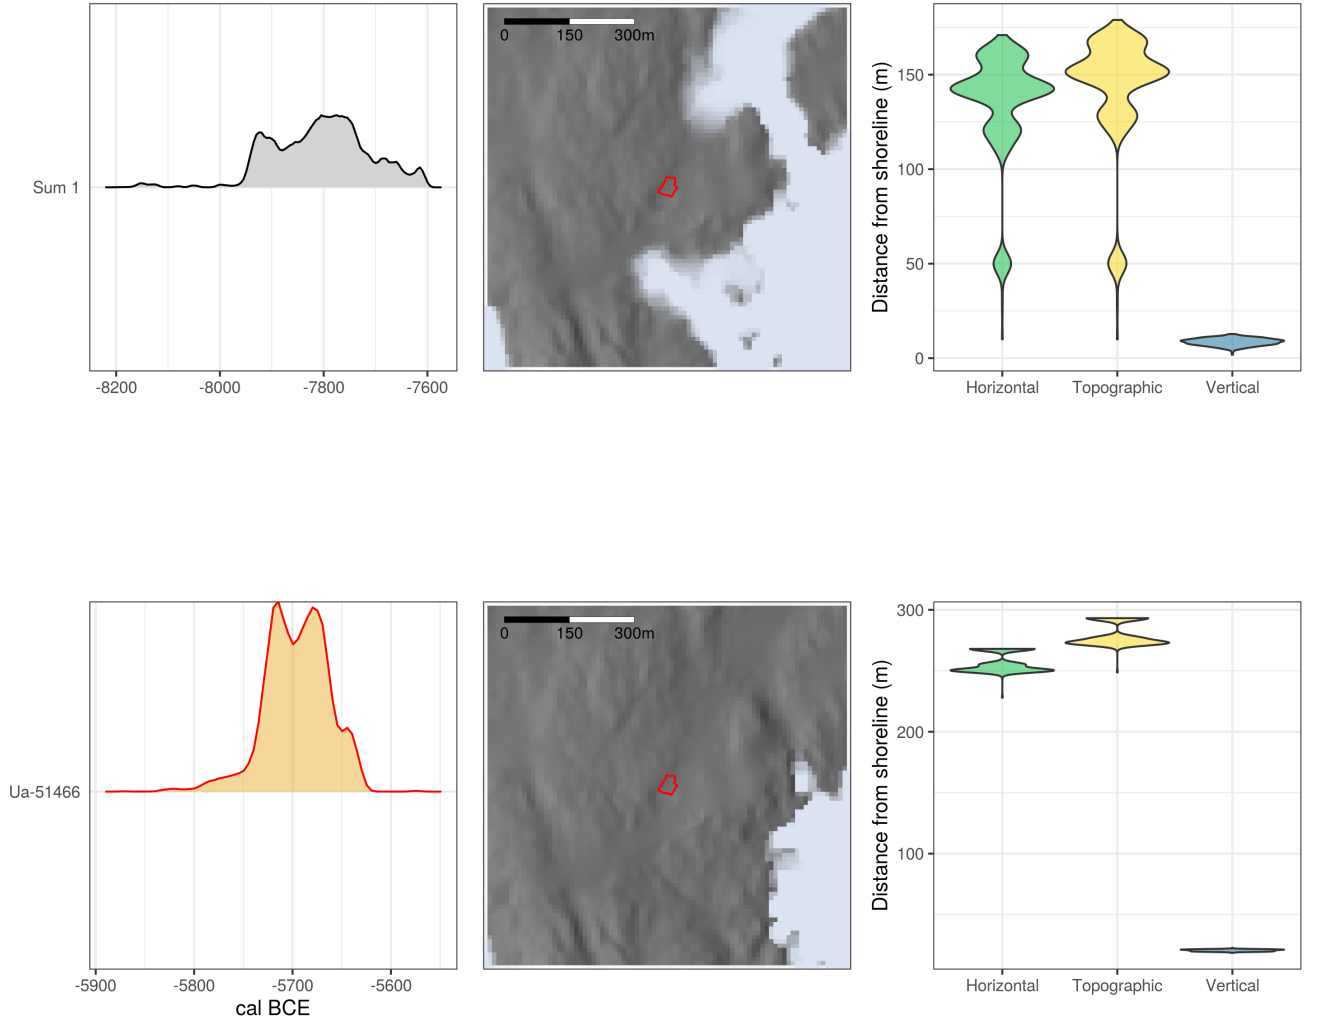 Sum 1
-8200 -8000 -7800 -7600
0 150 300m
Distance from shoreline (m)
150
100
50
0
Horizontal Topographic Vertical
Ua-51466
-5900 -5800 -5700 -5600
cal BCE
0 150 300m
Distance from shoreline (m)
300
200
100
Horizontal Topographic Vertical